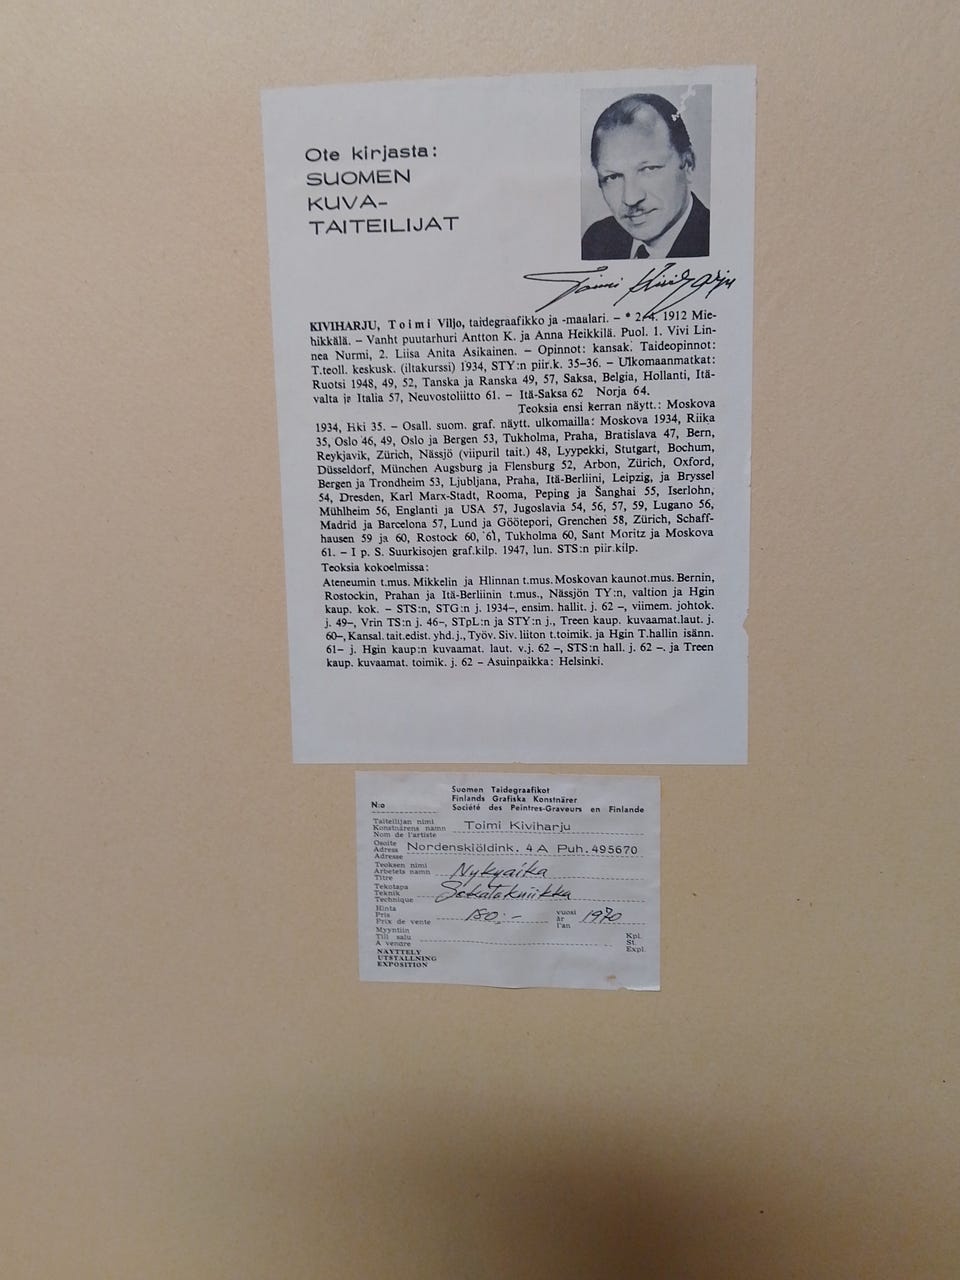 Ote kirjasta:
SUOMEN
KUVA-
TAITEILIJAT
Toimi Kiviharju
KIVIHARJU, Toimi Viljo, taidegraafikko ja -maalari. – * 2.4. 1912 Mie-
hikkälä. – Vanht puutarhuri Antton K. ja Anna Heikkilä. Puol. 1. Vivi Lin-
nea Nurmi, 2. Liisa Anita Asikainen. – Opinnot: kansak. Taideopinnot:
T.teoll. keskusk. (iltakurssi) 1934, STY:n piir.k. 35–36. – Ulkomaanmatkat:
Ruotsi 1948, 49, 52, Tanska ja Ranska 49, 57, Saksa, Belgia, Hollanti, Itä-
valta ja Italia 57, Neuvostoliitto 61. – Itä-Saksa 62 Norja 64.
Teoksia ensi kerran näytt.: Moskova
1934, Hki 35. – Osall. suom. graf. näytt. ulkomailla: Moskova 1934, Riika
35, Oslo 46, 49, Oslo ja Bergen 53, Tukholma, Praha, Bratislava 47, Bern,
Reykjavik, Zürich, Nässjö (viipuril tait.) 48, Lyypekki, Stutgart, Bochum,
Düsseldorf, München Augsburg ja Flensburg 52, Arbon, Zürich, Oxford,
Bergen ja Trondheim 53, Ljubljana, Praha, Itä-Berliini, Leipzig, ja Bryssel
54, Dresden, Karl Marx-Stadt, Rooma, Peping ja Sanghai 55, Iserlohn,
Mühlheim 56, Englanti ja USA 57, Jugoslavia 54, 56, 57, 59, Lugano 56,
Madrid ja Barcelona 57, Lund ja Göötepori, Grenchen 58, Zürich, Schaff-
hausen 59 ja 60, Rostock 60, 61, Tukholma 60, Sant Moritz ja Moskova
61. – I p. S. Suurkisojen graf.kilp. 1947, lun. STS:n piir.kilp.
Teoksia kokoelmissa:
Ateneumin t.mus. Mikkelin ja Hlinnan t.mus. Moskovan kaunot.mus. Bernin,
Rostockin, Prahan ja Itä-Berliinin t.mus., Nässjön TY:n, valtion ja Hgin
kaup. kok. – STS:n, STG:n j. 1934–, ensim. hallit. j. 62 –, viimem. johtok.
j. 49–, Vrin TS:n j. 46–, STpL:n ja STY:n j., Treen kaup. kuvaamat.laut. j.
60–, Kansal. tait.edist. yhd.j., Työv. Siv. liiton t.toimik. ja Hgin T.hallin isänn.
61– j. Hgin kaup:n kuvaamat. laut. v.j. 62 –, STS:n hall. j. 62 –. ja Treen
kaup. kuvaamat. toimik. j. 62 – Asuinpaikka: Helsinki.
Suomen Taidegraafikot
Finlands Grafiska Konstnärer
N:o Société des Peintres-Graveurs en Finlande
Taiteilijan nimi
Konstnärens namn Toimi Kiviharju
Nom de l'artiste
Osoite
Adress Nordenskiöldink. 4 A Puh. 495670
Adresse
Teoksen nimi
Arbetets namn Nykyaika
Titre
Tekotapa
Teknik Sekatekniikka
Technique
Hinta vuosi
Pris 180:- år 1970
Prix de vente l'an
Myyntiin Kpl.
Till salu St.
A vendre Expl.
NÄYTTELY
UTSTÄLLNING
EXPOSITION